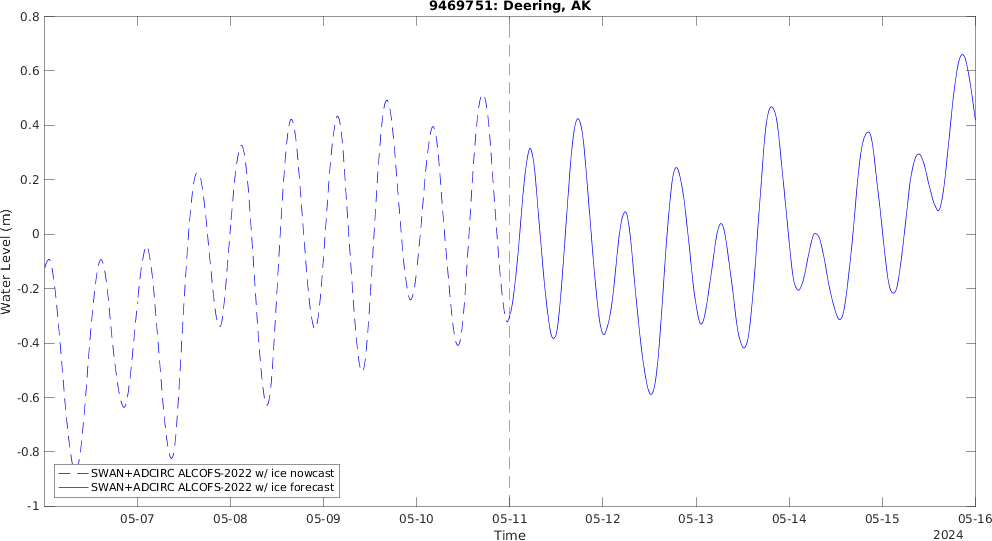 9469751: Deering, AK
0.8
0.6
0.4
0.2
0
-0.2
-0.4
-0.6
-0.8
-1
Water Level (m)
SWAN+ADCIRC ALCOFS-2022 w/ ice nowcast
SWAN+ADCIRC ALCOFS-2022 w/ ice forecast
05-07 05-08 05-09 05-10 05-11 05-12 05-13 05-14 05-15 05-16
Time
2024